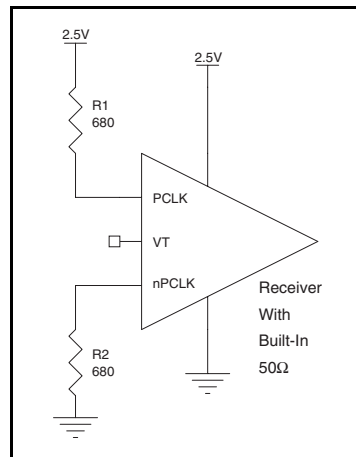 2.5V
2.5V
R1
680
PCLK
VT
nPCLK
Receiver
With
Built-In
50Ω
R2
680